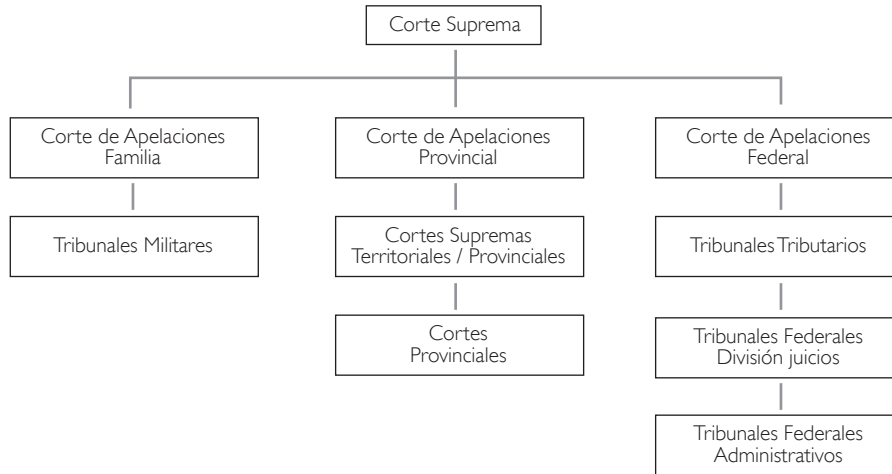 Corte Suprema
Corte de Apelaciones
Familia
Corte de Apelaciones
Provincial
Corte de Apelaciones
Federal
Tribunales Militares
Cortes Supremas
Territoriales / Provinciales
Tribunales Tributarios
Cortes
Provinciales
Tribunales Federales
División juicios
Tribunales Federales
Administrativos